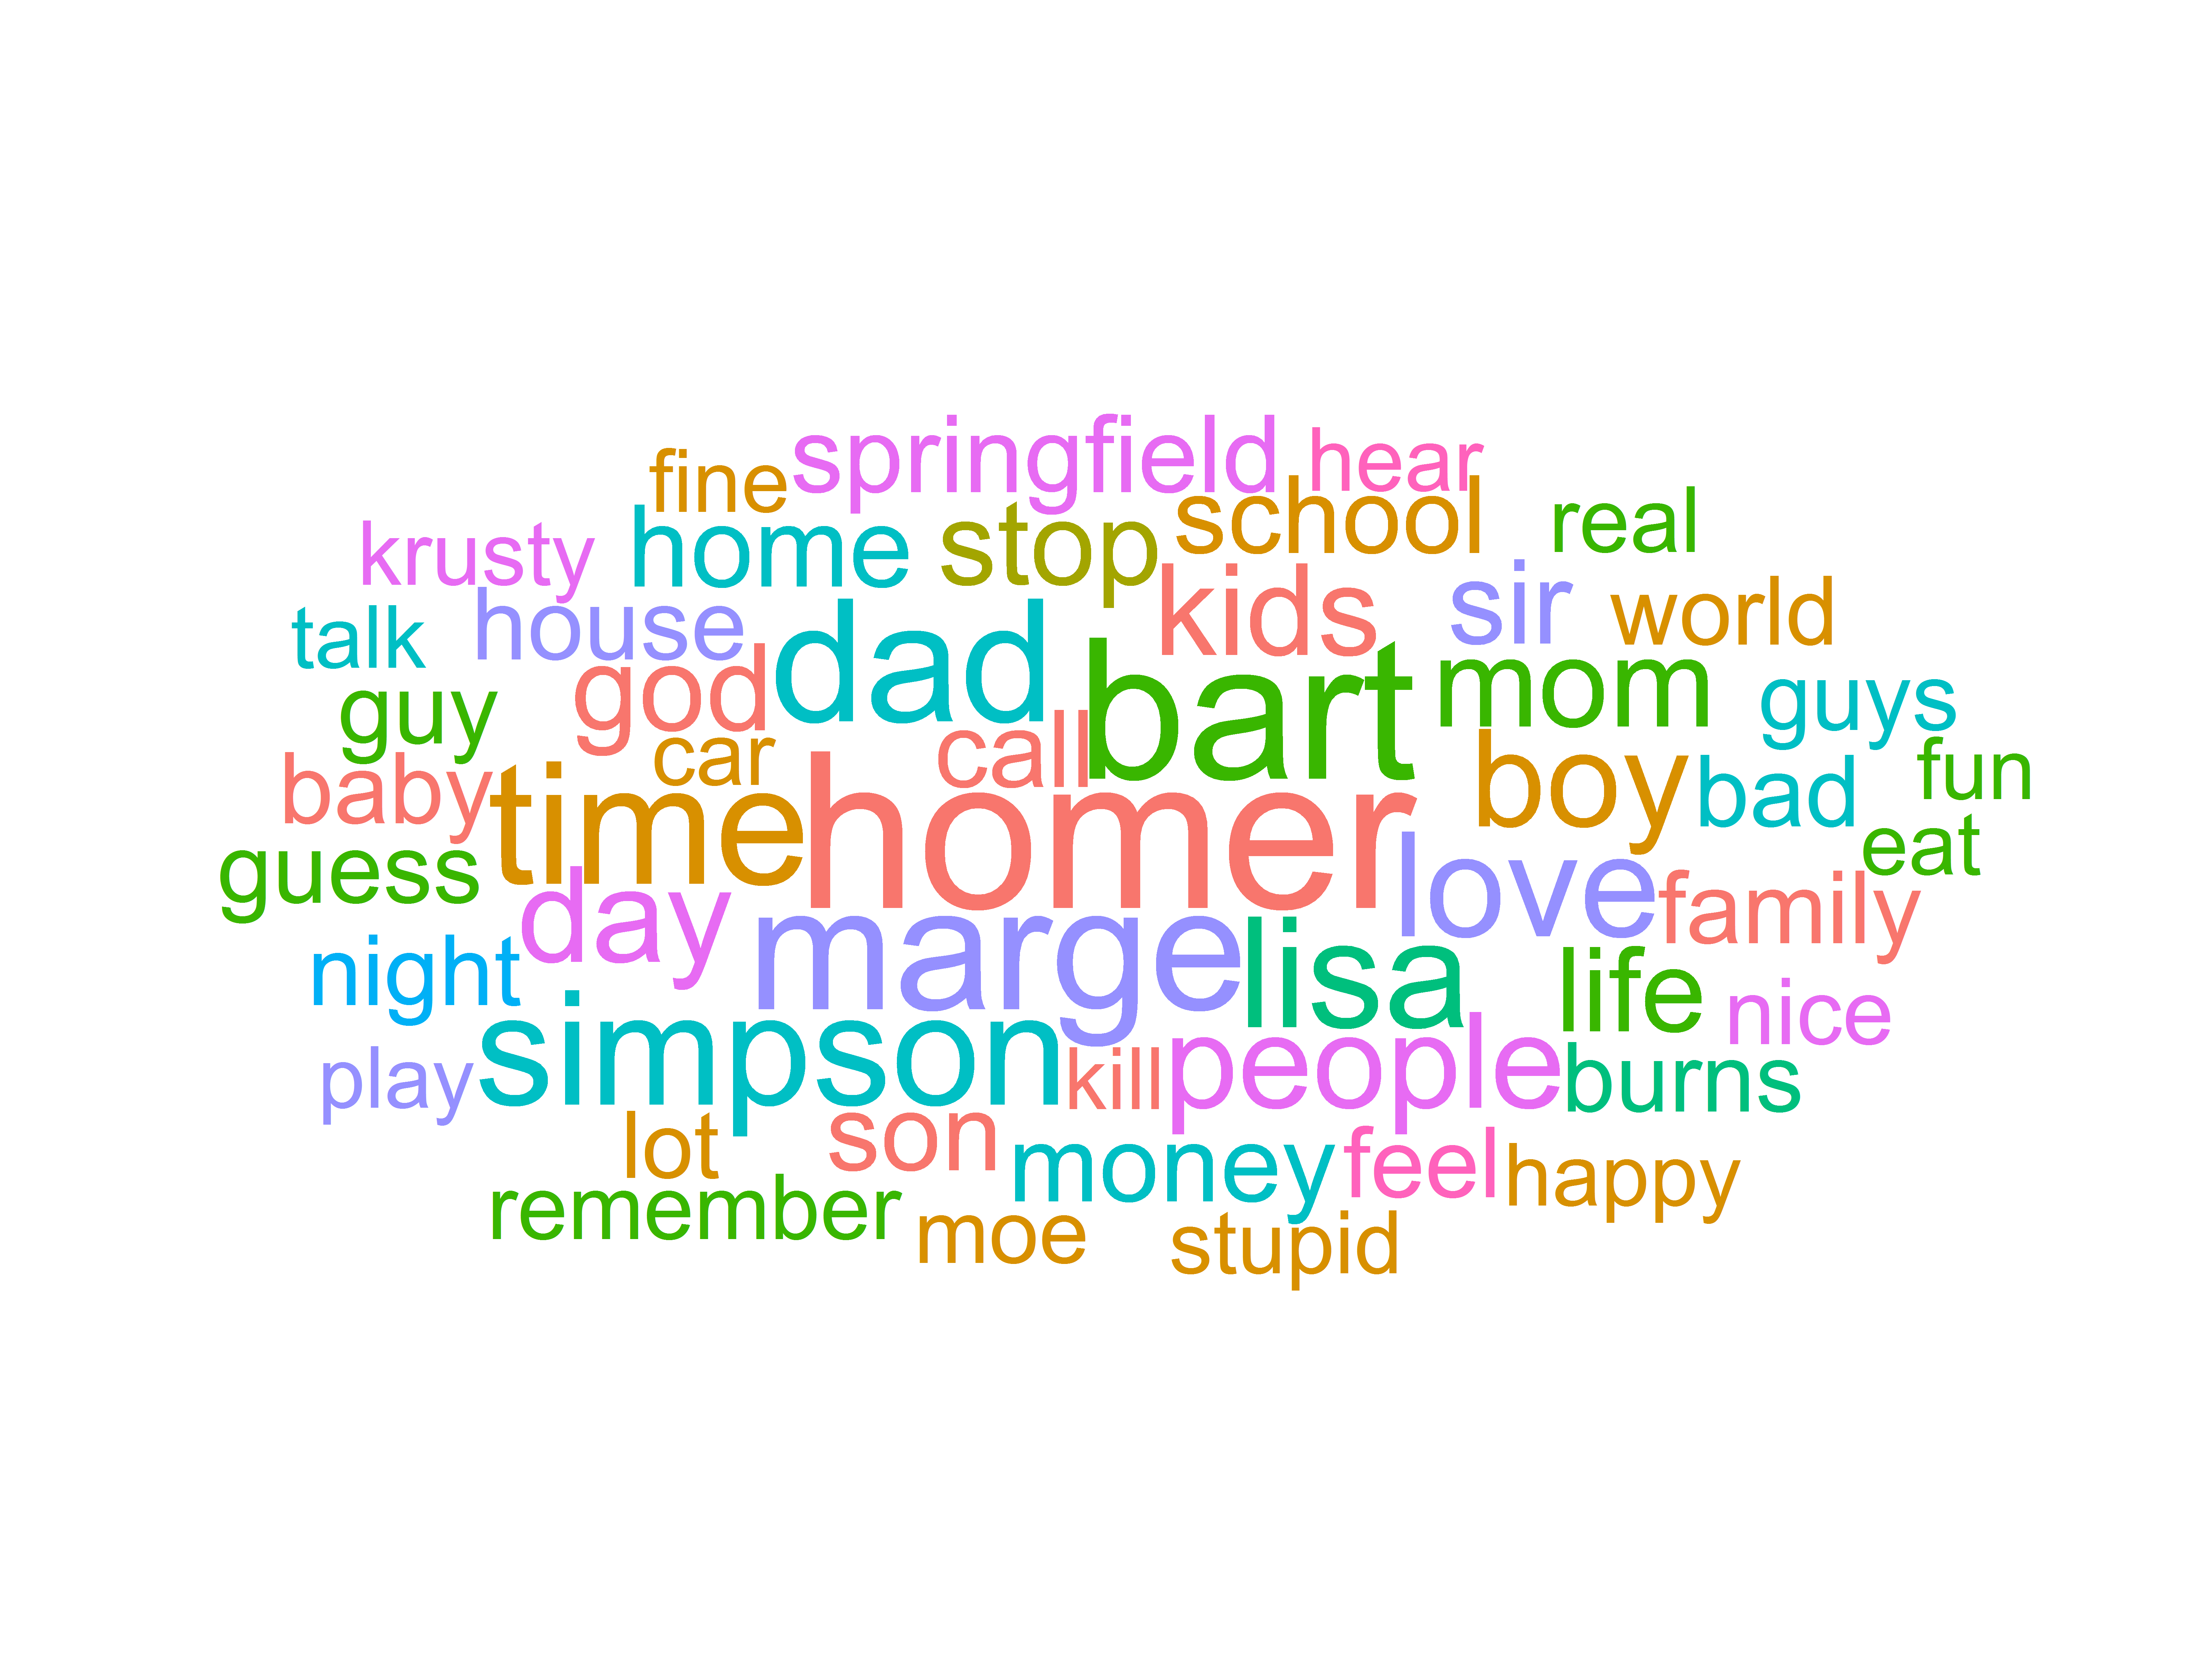 springfield hear
fine school
krusty home stop real
talk house kids sir world
guy god dad bart mom guys
baby car call boy bad fun
guess time homer love eat
day family
night marge lisa life nice
play simpson kill people burns
lot son money feel happy
remember moe stupid